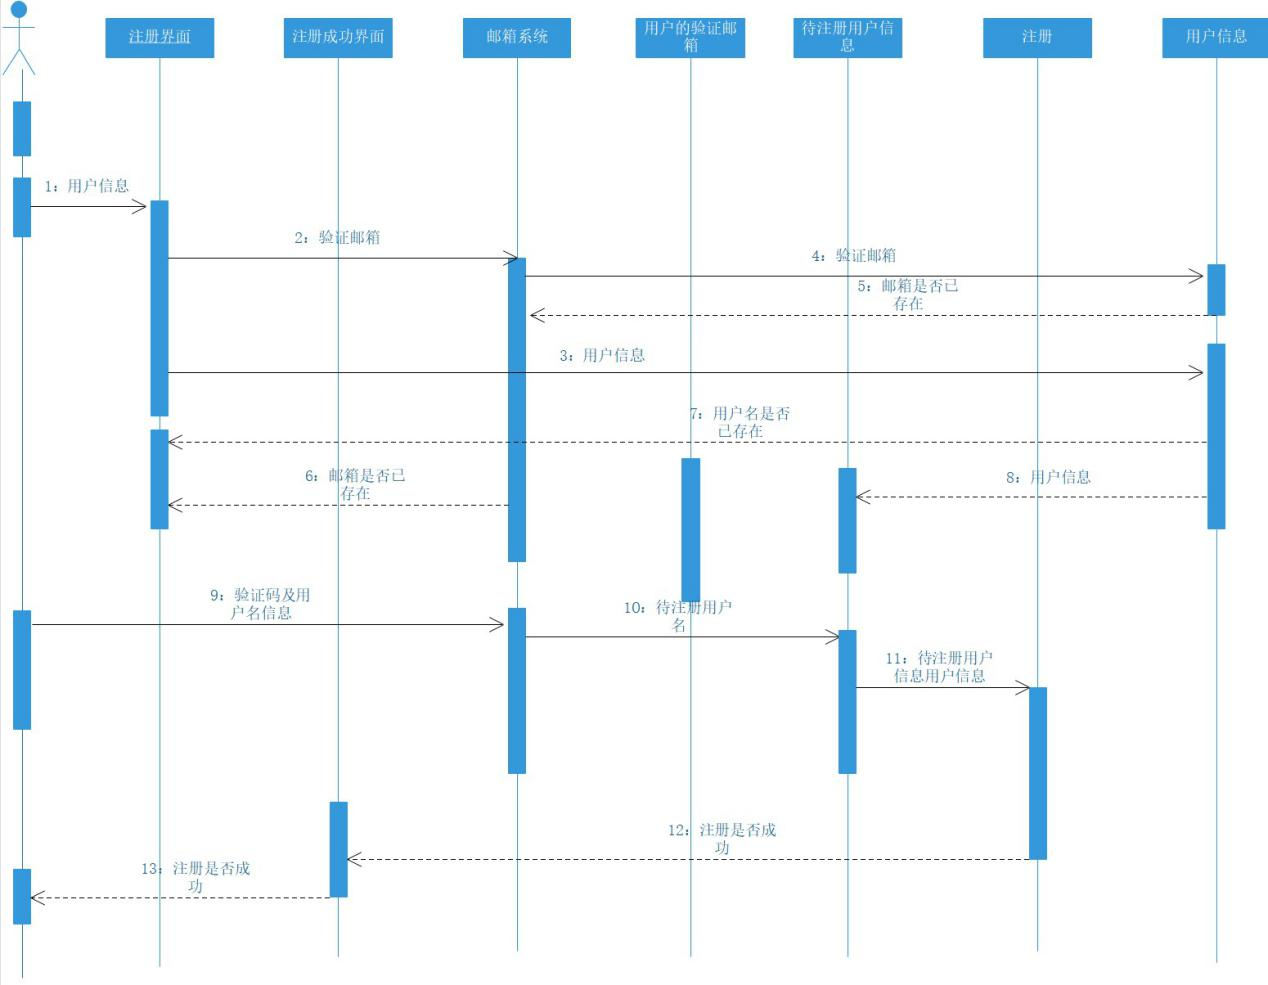 注册界面
注册成功界面
邮箱系统
用户的验证邮
箱
待注册用户信
息
注册
用户信息
1: 用户信息
2: 验证邮箱
4: 验证邮箱
5: 邮箱是否已
存在
3: 用户信息
7: 用户名是否
已存在
6: 邮箱是否已
存在
8: 用户信息
9: 验证码及用
户名信息
10: 待注册用户
名
11: 待注册用户
信息用户信息
12: 注册是否成
功
13: 注册是否成
功